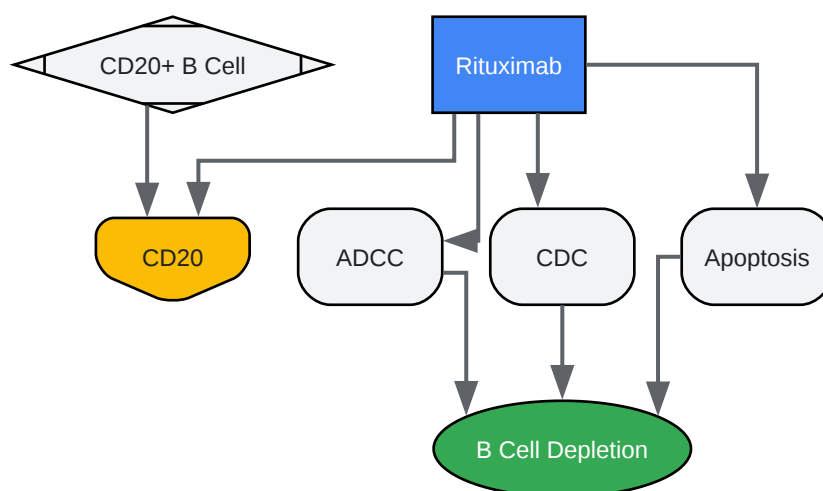 CD20+ B Cell
Rituximab
CD20
ADCC
CDC
Apoptosis
B Cell Depletion